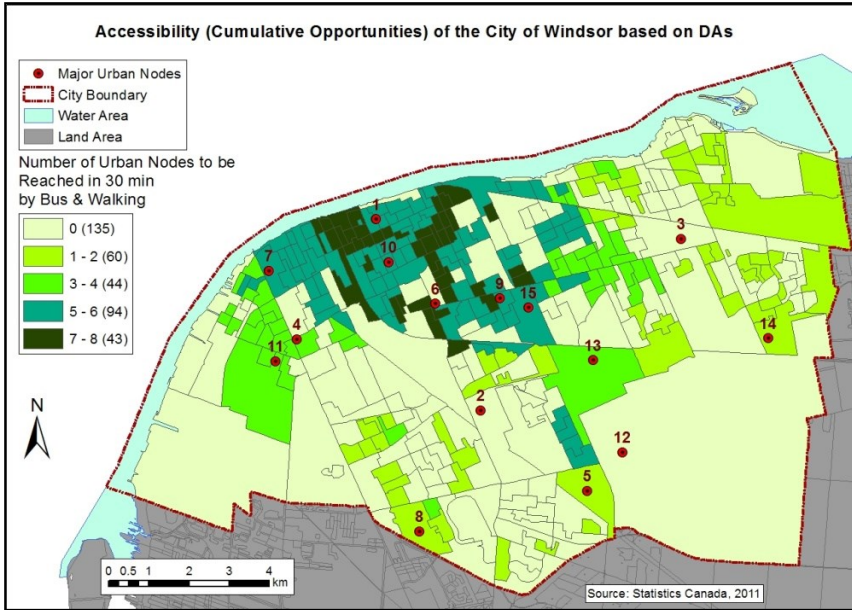 Accessibility (Cumulative Opportunities) of the City of Windsor based on DAs
Major Urban Nodes
City Boundary
Water Area
Land Area
Number of Urban Nodes to be
Reached in 30 min
by Bus & Walking
0 (135)
1 - 2 (60)
3 - 4 (44)
5 - 6 (94)
7 - 8 (43)
1
3
10
7
6
9
15
4
14
11
13
2
12
5
8
N
0 0.5 1 2 3 4
km
Source: Statistics Canada, 2011